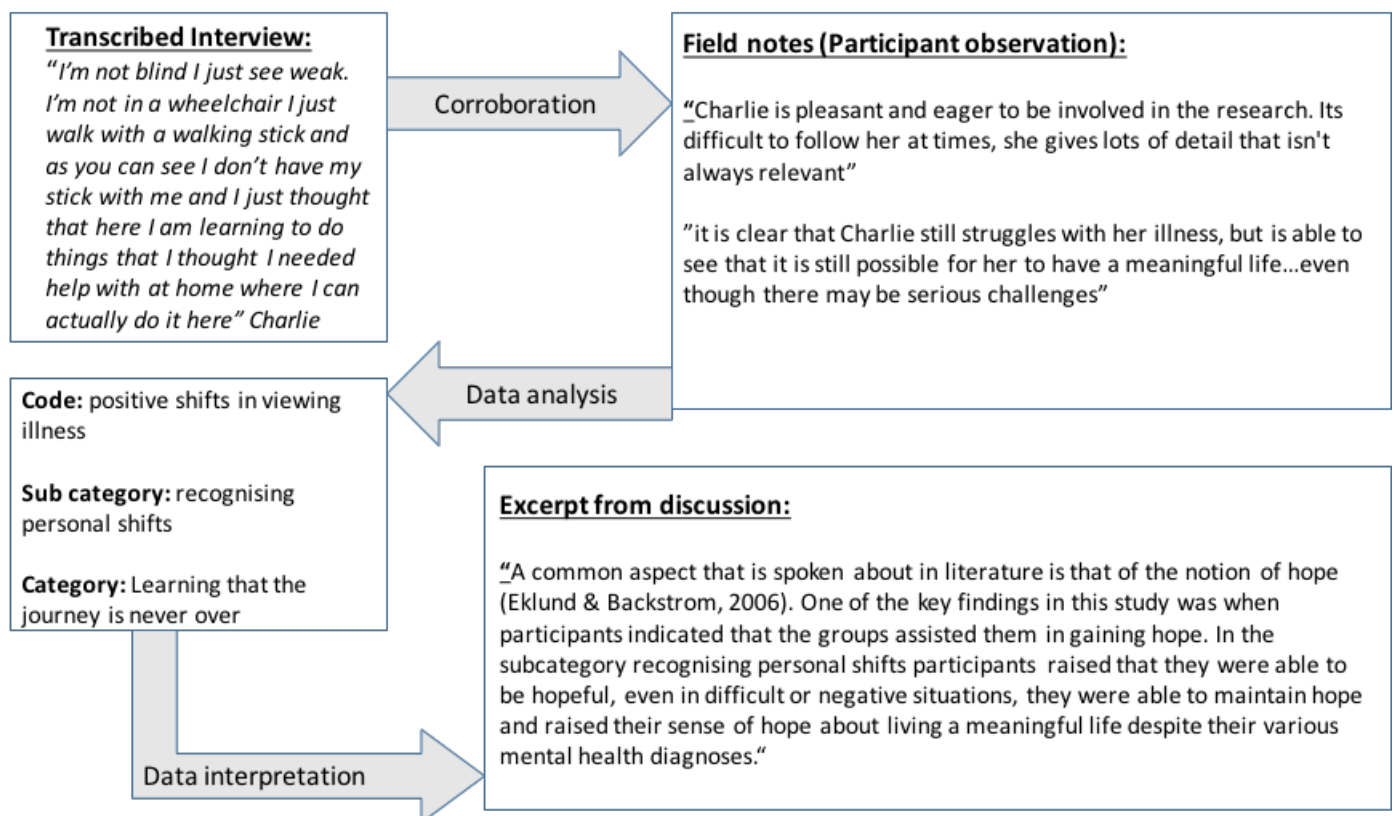 Transcribed Interview:
“I’m not blind I just see weak.
I’m not in a wheelchair I just
walk with a walking stick and
as you can see I don’t have my
stick with me and I just thought
that here I am learning to do
things that I thought I needed
help with at home where I can
actually do it here” Charlie
Corroboration
Field notes (Participant observation):
“Charlie is pleasant and eager to be involved in the research. Its
difficult to follow her at times, she gives lots of detail that isn't
always relevant”
”it is clear that Charlie still struggles with her illness, but is able to
see that it is still possible for her to have a meaningful life...even
though there may be serious challenges”
Data analysis
Code: positive shifts in viewing
illness
Sub category: recognising
personal shifts
Category: Learning that the
journey is never over
Data interpretation
Excerpt from discussion:
“A common aspect that is spoken about in literature is that of the notion of hope
(Eklund & Backstrom, 2006). One of the key findings in this study was when
participants indicated that the groups assisted them in gaining hope. In the
subcategory recognising personal shifts participants raised that they were able to
be hopeful, even in difficult or negative situations, they were able to maintain hope
and raised their sense of hope about living a meaningful life despite their various
mental health diagnoses.“